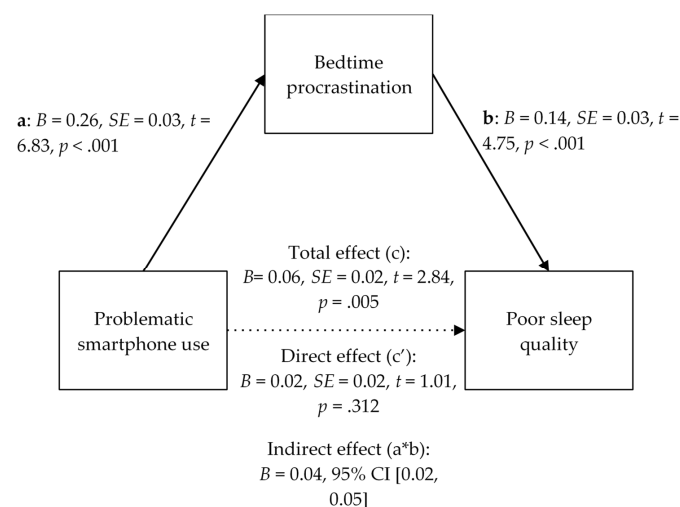 Bedtime
procrastination
a: B = 0.26, SE = 0.03, t =
6.83, p < .001
b: B = 0.14, SE = 0.03, t =
4.75, p < .001
Total effect (c):
B= 0.06, SE = 0.02, t = 2.84,
p = .005
Problematic
smartphone use
Poor sleep
quality
Direct effect (c’)
B = 0.02, SE = 0.02, t = 1.01,
p = .312
Indirect effect (a*b):
B = 0.04, 95% CI [0.02,
0.05]